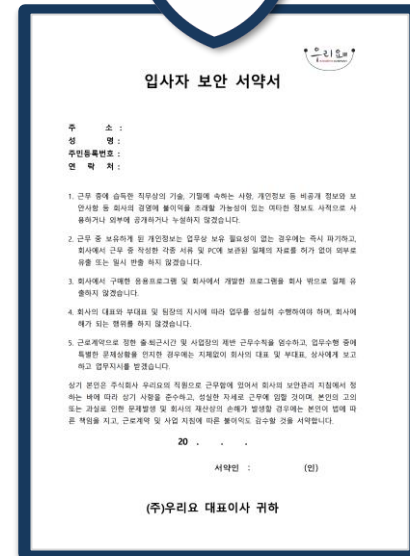 우리요
입사자 보안 서약서
주 소 :
성 명 :
주민등록번호 :
연 락 처 :
1. 근무 중에 습득한 직무상의 기술, 기밀에 속하는 사항, 개인정보 등 비공개 정보와 보
안사항 등 회사의 경영에 불이익을 초래할 가능성이 있는 여타한 정보도 사적으로 사
용하거나 외부에 공개하거나 누설하지 않겠습니다.
2. 근무 중 보유하게 된 개인정보는 업무상 보유 필요성이 없는 경우에는 즉시 파기하고,
회사에서 근무 중 작성한 각종 서류 및 PC에 보관된 일체의 자료를 허가 없이 외부로
유출 또는 일시 반출 하지 않겠습니다.
3. 회사에서 구매한 응용프로그램 및 회사에서 개발한 프로그램을 회사 밖으로 일체 유
출하지 않겠습니다.
4. 회사의 대표와 부대표 및 팀장의 지시에 따라 업무를 성실히 수행하여야 하며, 회사에
해가 되는 행위를 하지 않겠습니다.
5. 근로계약으로 정한 출·퇴근시간 및 사업장의 제반 근무수칙을 엄수하고, 업무수행 중에
특별한 문제상황을 인지한 경우에는 지체없이 회사의 대표 및 부대표, 상사에게 보고
하고 업무지시를 받겠습니다.
상기 본인은 주식회사 우리요의 직원으로 근무함에 있어서 회사의 보안관리 지침에서 정
하는 바에 따라 상기 사항을 준수하고, 성실한 자세로 근무에 임할 것이며, 본인의 고의
또는 과실로 인한 문제발생 및 회사의 재산상의 손해가 발생할 경우에는 본인이 법에 따
른 책임을 지고, 근로계약 및 사업 지침에 따른 불이익도 감수할 것을 서약합니다.
20 . . .
서약인 : (인)
(주)우리요 대표이사 귀하